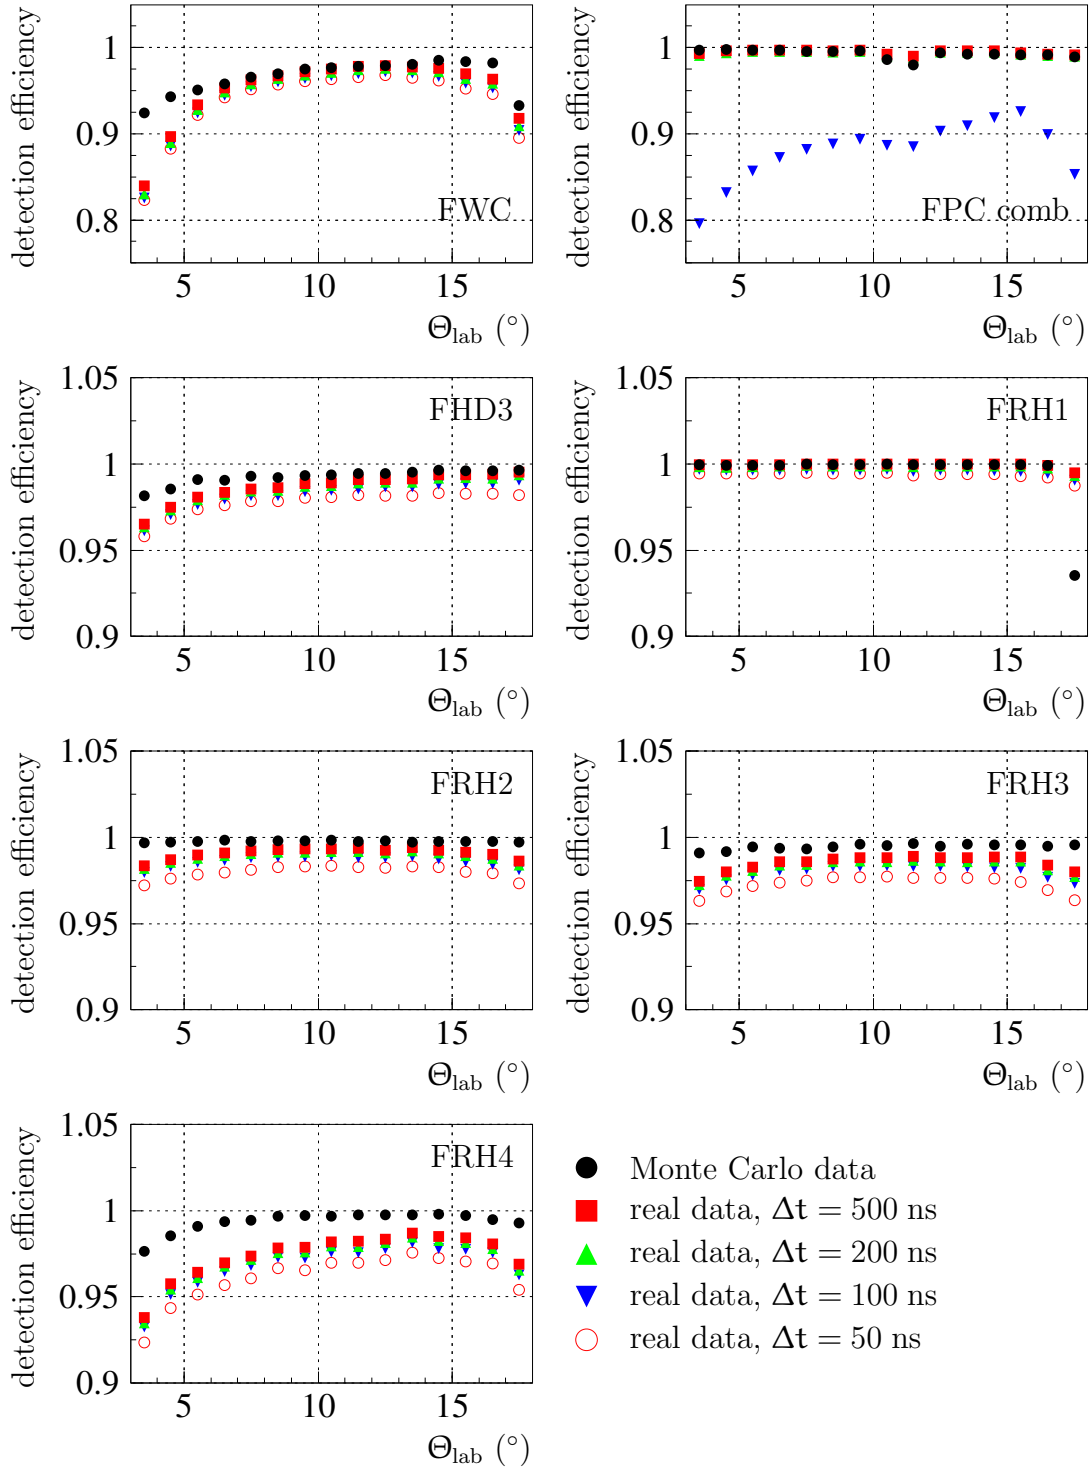 detection efficiency
1
0.9
0.8
FWC
5 10 15
Θlab (°)
detection efficiency
1
0.9
0.8
FPC comb
5 10 15
Θlab (°)
detection efficiency
1.05
1
0.95
0.9
FHD3
5 10 15
Θlab (°)
detection efficiency
1.05
1
0.95
0.9
FRH1
5 10 15
Θlab (°)
detection efficiency
1.05
1
0.95
0.9
FRH2
5 10 15
Θlab (°)
detection efficiency
1.05
1
0.95
0.9
FRH3
5 10 15
Θlab (°)
detection efficiency
1.05
1
0.95
0.9
FRH4
5 10 15
Θlab (°)
Monte Carlo data
real data, Δt = 500 ns
real data, Δt = 200 ns
real data, Δt = 100 ns
real data, Δt = 50 ns